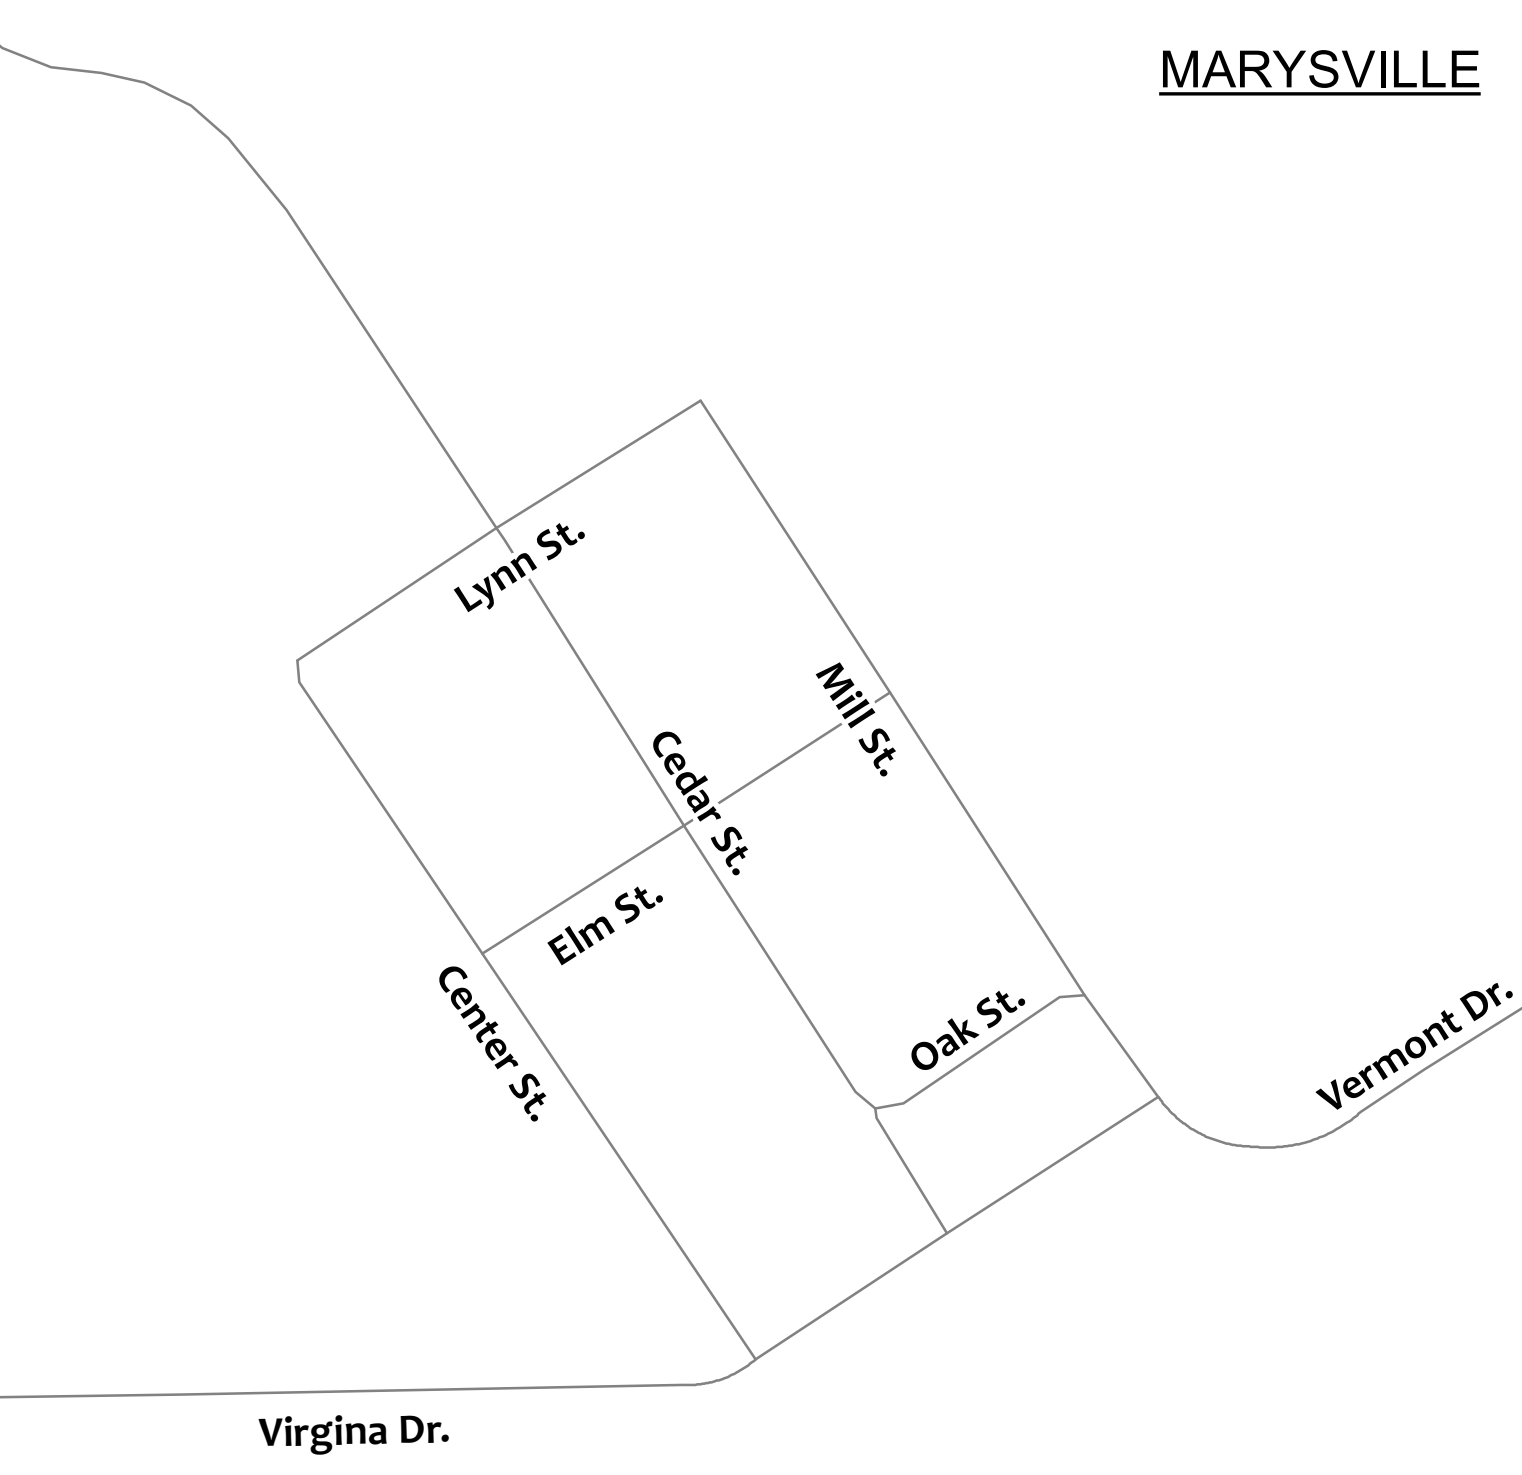 MARYSVILLE
Lynn St.
Mill St.
Cedar St.
Elm St.
Center St.
Oak St.
Vermont Dr.
Virgina Dr.